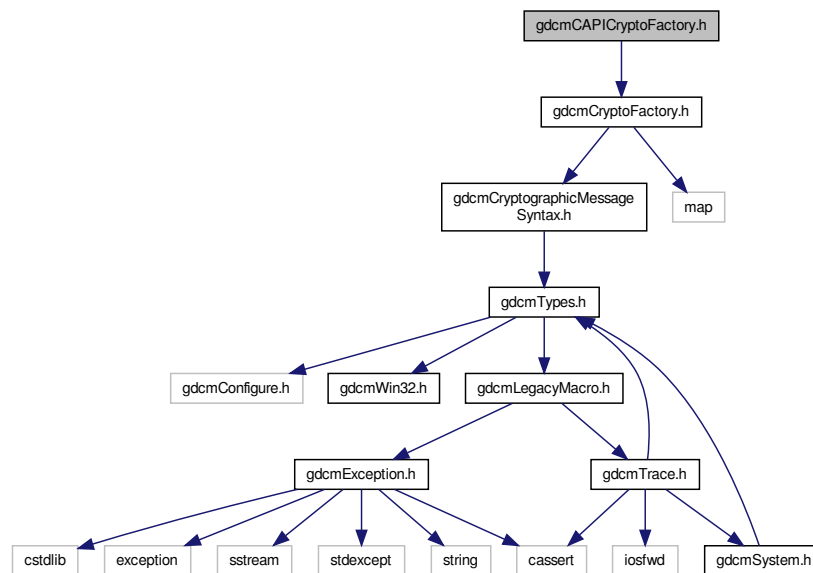 gdcmCAPICryptoFactory.h
gdcmCryptoFactory.h
gdcmCryptographicMessage
Syntax.h
map
gdcmTypes.h
gdcmConfigure.h
gdcmWin32.h
gdcmLegacyMacro.h
gdcmException.h
gdcmTrace.h
cstdlib
exception
sstream
stdexcept
string
cassert
iosfwd
gdcmSystem.h